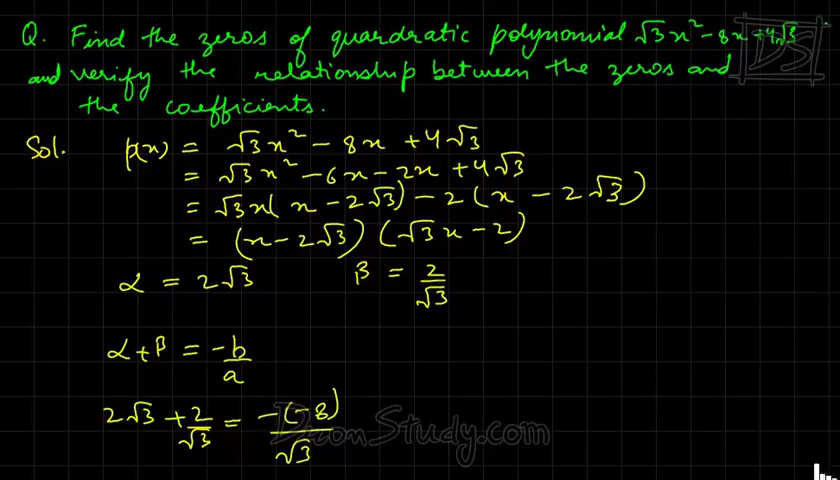 Q. Find the zeros of quardratic polynomial √3x² - 8x + 4√3
and verify the relationship between the zeros and
the coefficients.
Sol. p(x) = √3x² - 8x + 4√3
= √3x² - 6x - 2x + 4√3
= √3x(x - 2√3) - 2(x - 2√3)
= (x - 2√3)(√3x - 2)
α = 2√3 β = 2/√3
α + β = -b/a
2√3 + 2/√3 = -(-8)/√3
DronStudy.com